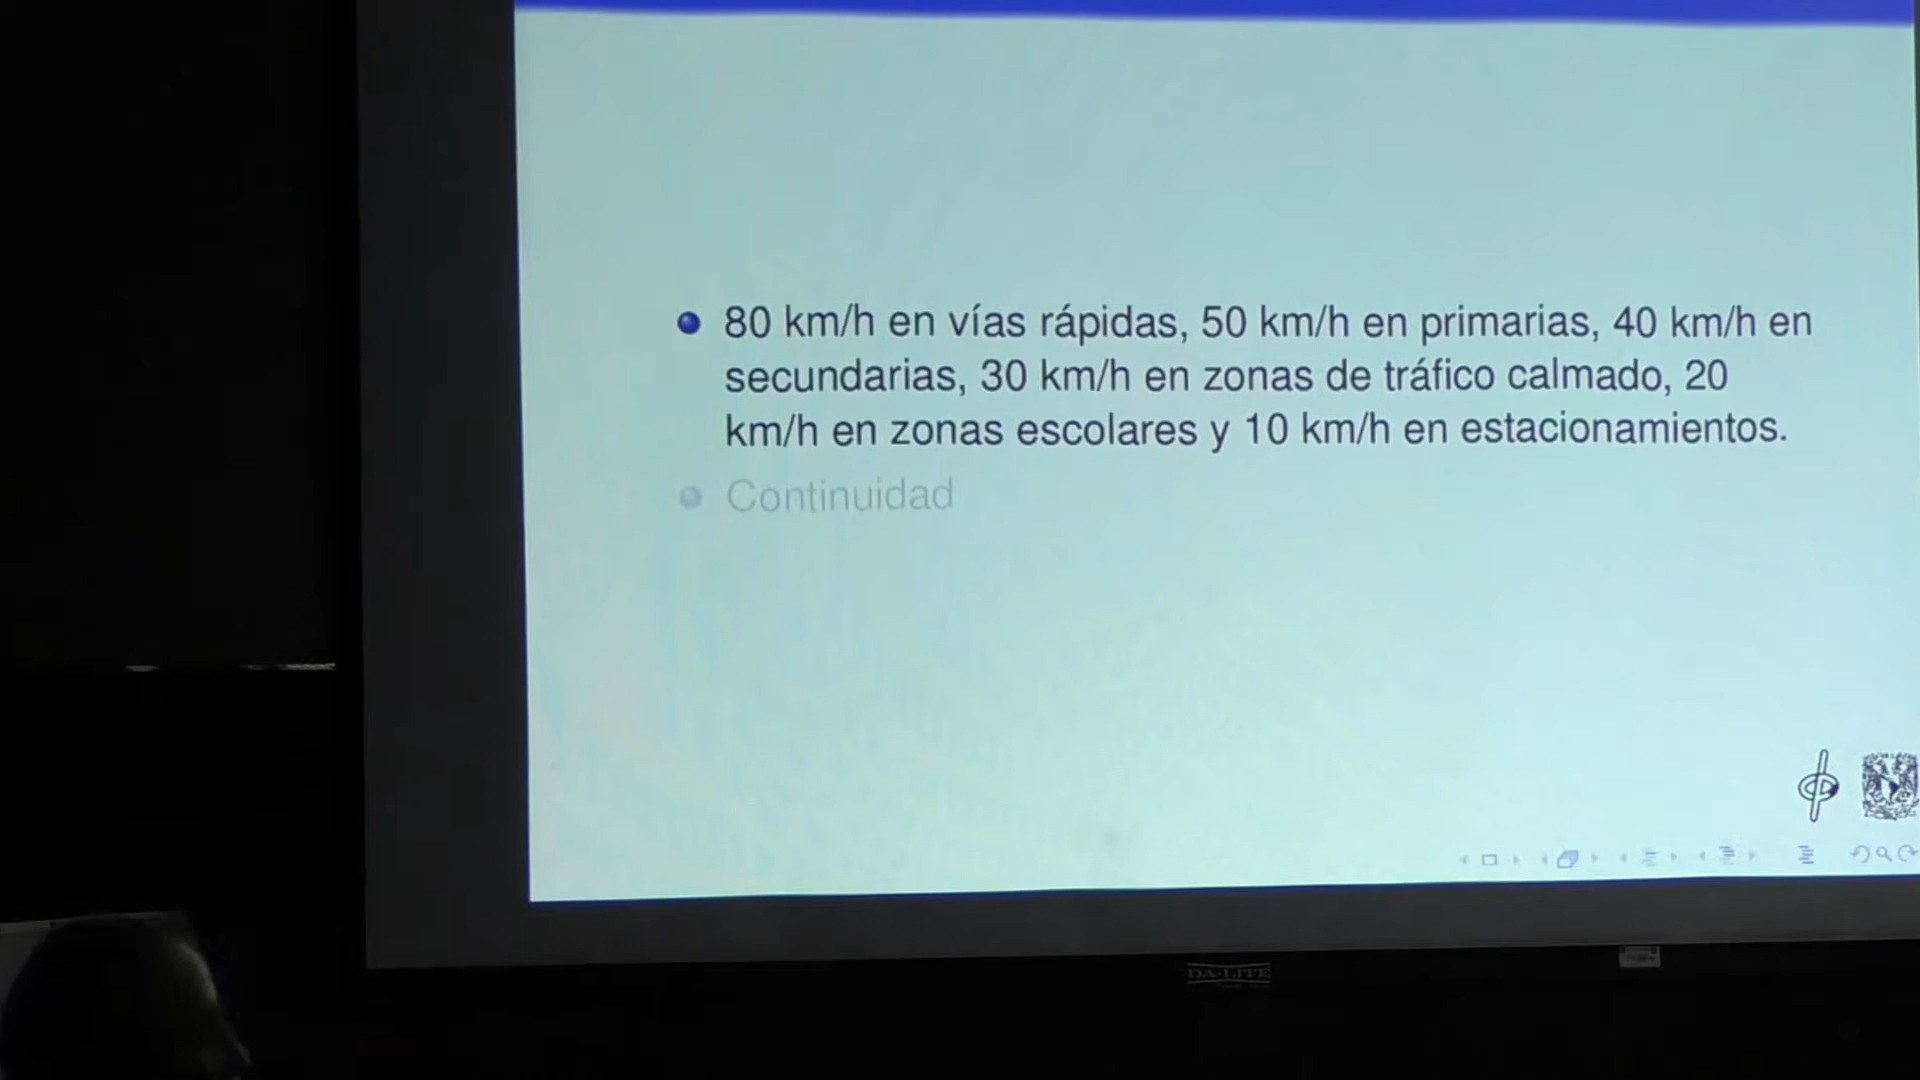 80 km/h en vías rápidas, 50 km/h en primarias, 40 km/h en
secundarias, 30 km/h en zonas de tráfico calmado, 20
km/h en zonas escolares y 10 km/h en estacionamientos.
Continuidad
DA-LITE